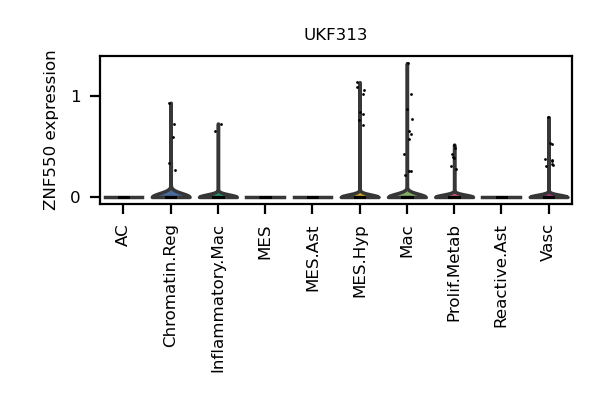 UKF313
ZNF550 expression
1
0
AC
Chromatin.Reg
Inflammatory.Mac
MES
MES.Ast
MES.Hyp
Mac
Prolif.Metab
Reactive.Ast
Vasc